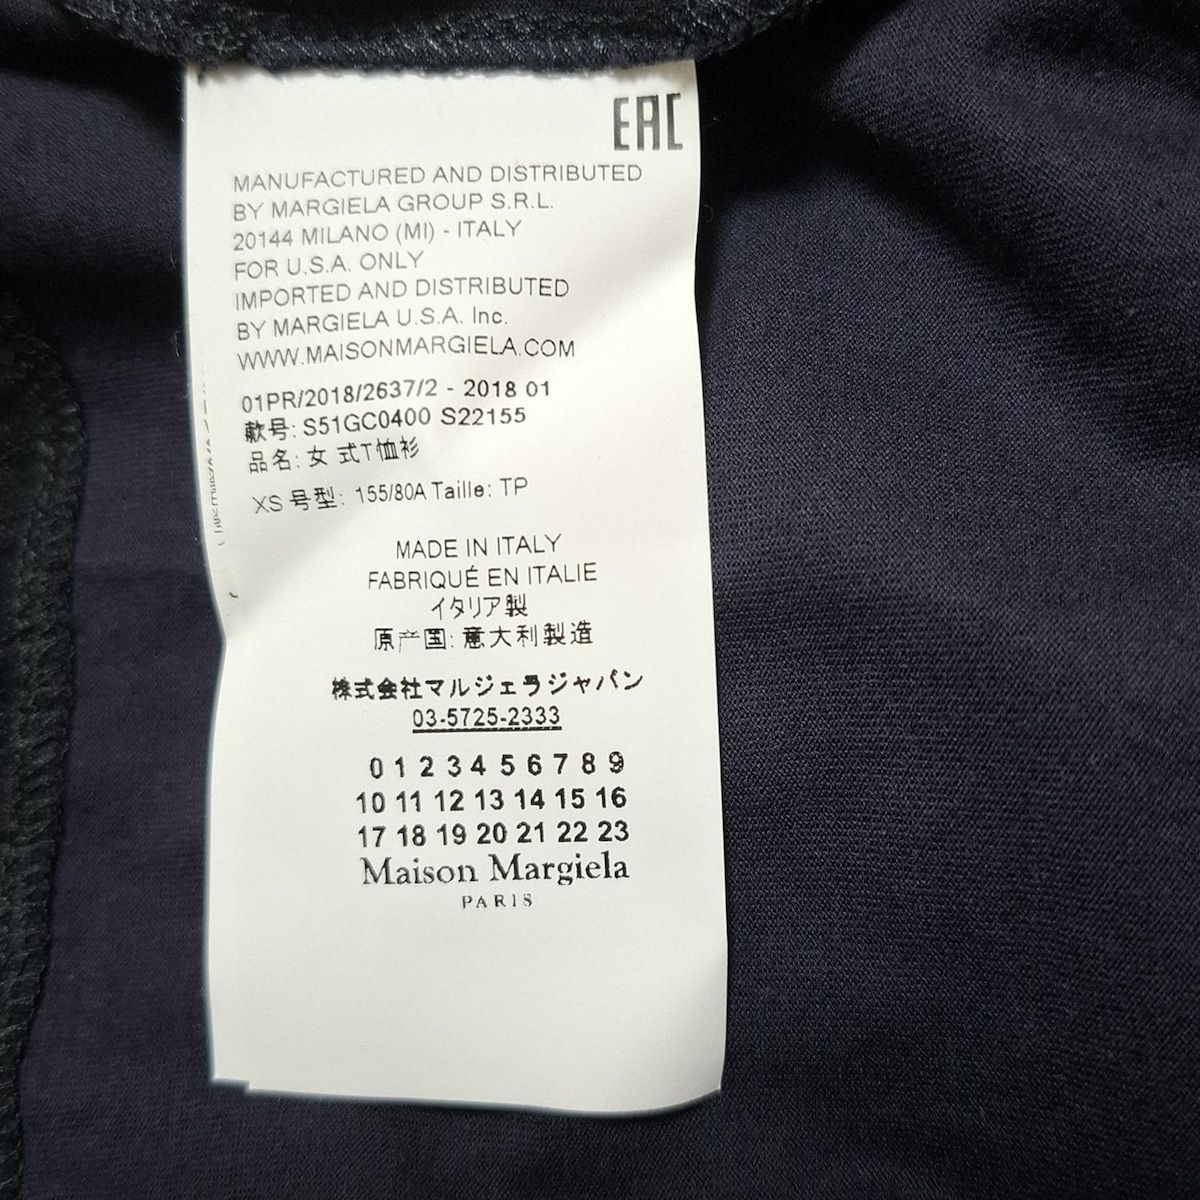 EAC
MANUFACTURED AND DISTRIBUTED
BY MARGIELA GROUP S.R.L.
20144 MILANO (MI) - ITALY
FOR U.S.A. ONLY
IMPORTED AND DISTRIBUTED
BY MARGIELA U.S.A. Inc.
WWW.MAISONMARGIELA.COM
01PR/2018/2637/2 - 2018 01
款号: S51GC0400 S22155
品名: 女 式T恤衫
XS 号型: 155/80A Taille: TP
MADE IN ITALY
FABRIQUÉ EN ITALIE
イタリア製
原产国: 意大利製造
株式会社マルジェラジャパン
03-5725-2333
0 1 2 3 4 5 6 7 8 9
10 11 12 13 14 15 16
17 18 19 20 21 22 23
Maison Margiela
PARIS